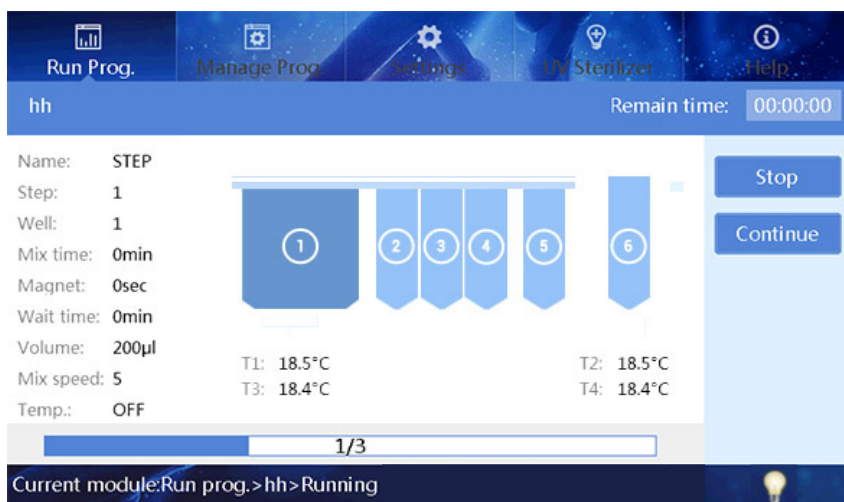 Run Prog. Manage Prog. Settings UV Sterilizer Help
hh Remain time: 00:00:00
Name: STEP
Step: 1
Well: 1
Mix time: 0min
Magnet: 0sec
Wait time: 0min
Volume: 200µl
Mix speed: 5
Temp.: OFF
1 2 3 4 5 6
T1: 18.5°C T2: 18.5°C
T3: 18.4°C T4: 18.4°C
Stop
Continue
1/3
Current module:Run prog.>hh>Running